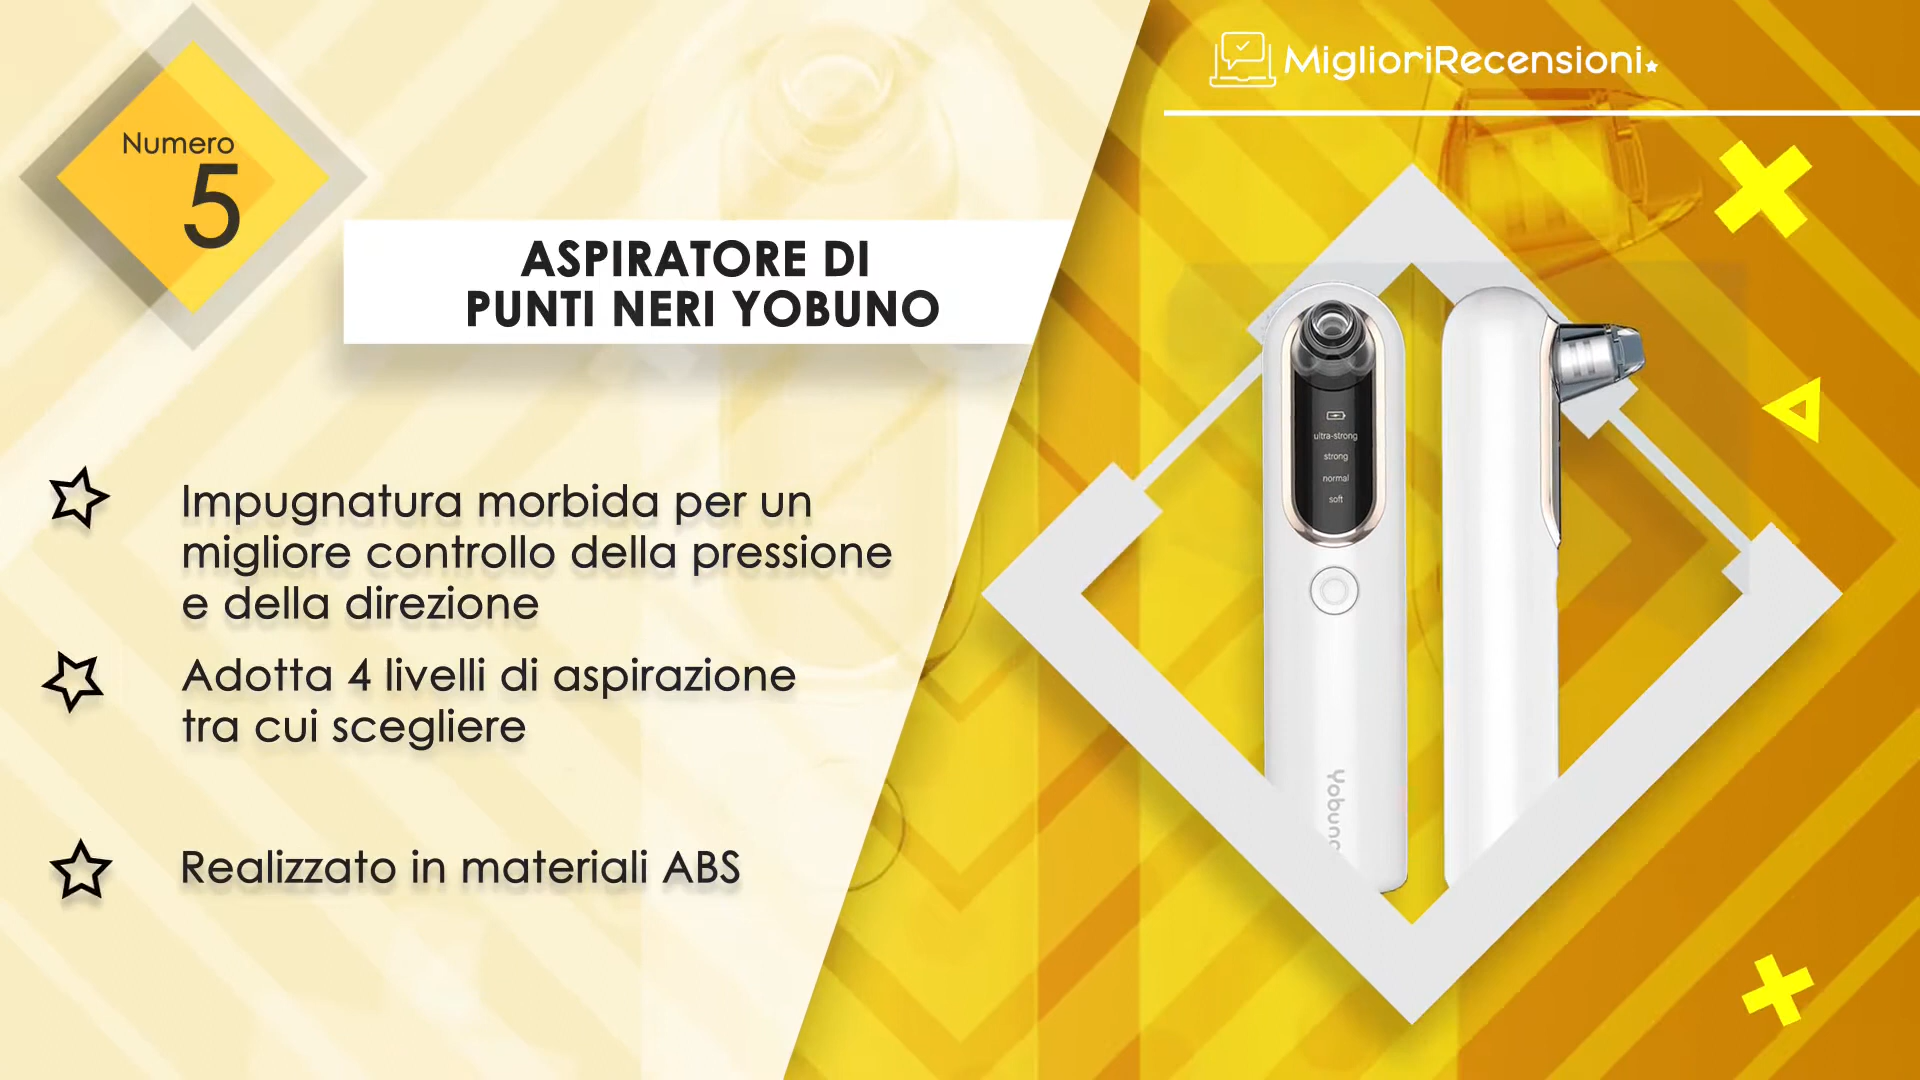 Numero
5
MiglioriRecensioni
ASPIRATORE DI
PUNTI NERI YOBUNO
Impugnatura morbida per un
migliore controllo della pressione
e della direzione
Adotta 4 livelli di aspirazione
tra cui scegliere
Realizzato in materiali ABS
ultra-strong
strong
normal
soft
Yobuno